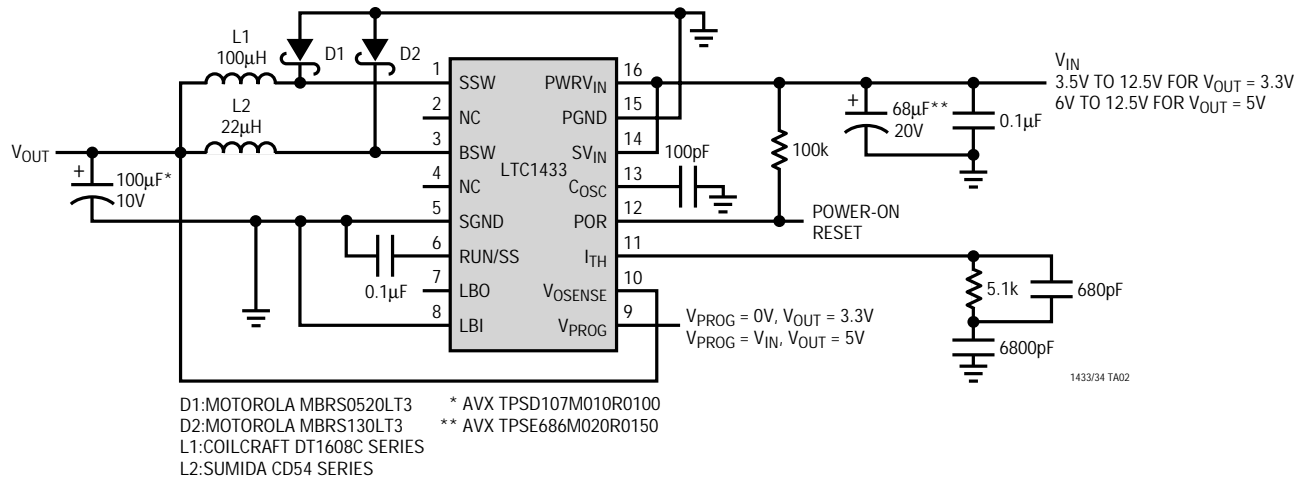 L1
100µH
D1
D2
L2
22µH
VOUT
+
100µF*
10V
0.1µF
1
SSW
2
NC
3
BSW
4
NC
5
SGND
6
RUN/SS
7
LBO
8
LBI
LTC1433
PWRVIN
16
PGND
15
SVIN
14
COSC
13
POR
12
ITH
11
VOSENSE
10
VPROG
9
100pF
100k
+
68µF**
20V
0.1µF
VIN
3.5V TO 12.5V FOR VOUT = 3.3V
6V TO 12.5V FOR VOUT = 5V
POWER-ON
RESET
5.1k
680pF
6800pF
VPROG = 0V, VOUT = 3.3V
VPROG = VIN, VOUT = 5V
1433/34 TA02
D1:MOTOROLA MBRS0520LT3
D2:MOTOROLA MBRS130LT3
L1:COILCRAFT DT1608C SERIES
L2:SUMIDA CD54 SERIES
* AVX TPSD107M010R0100
** AVX TPSE686M020R0150